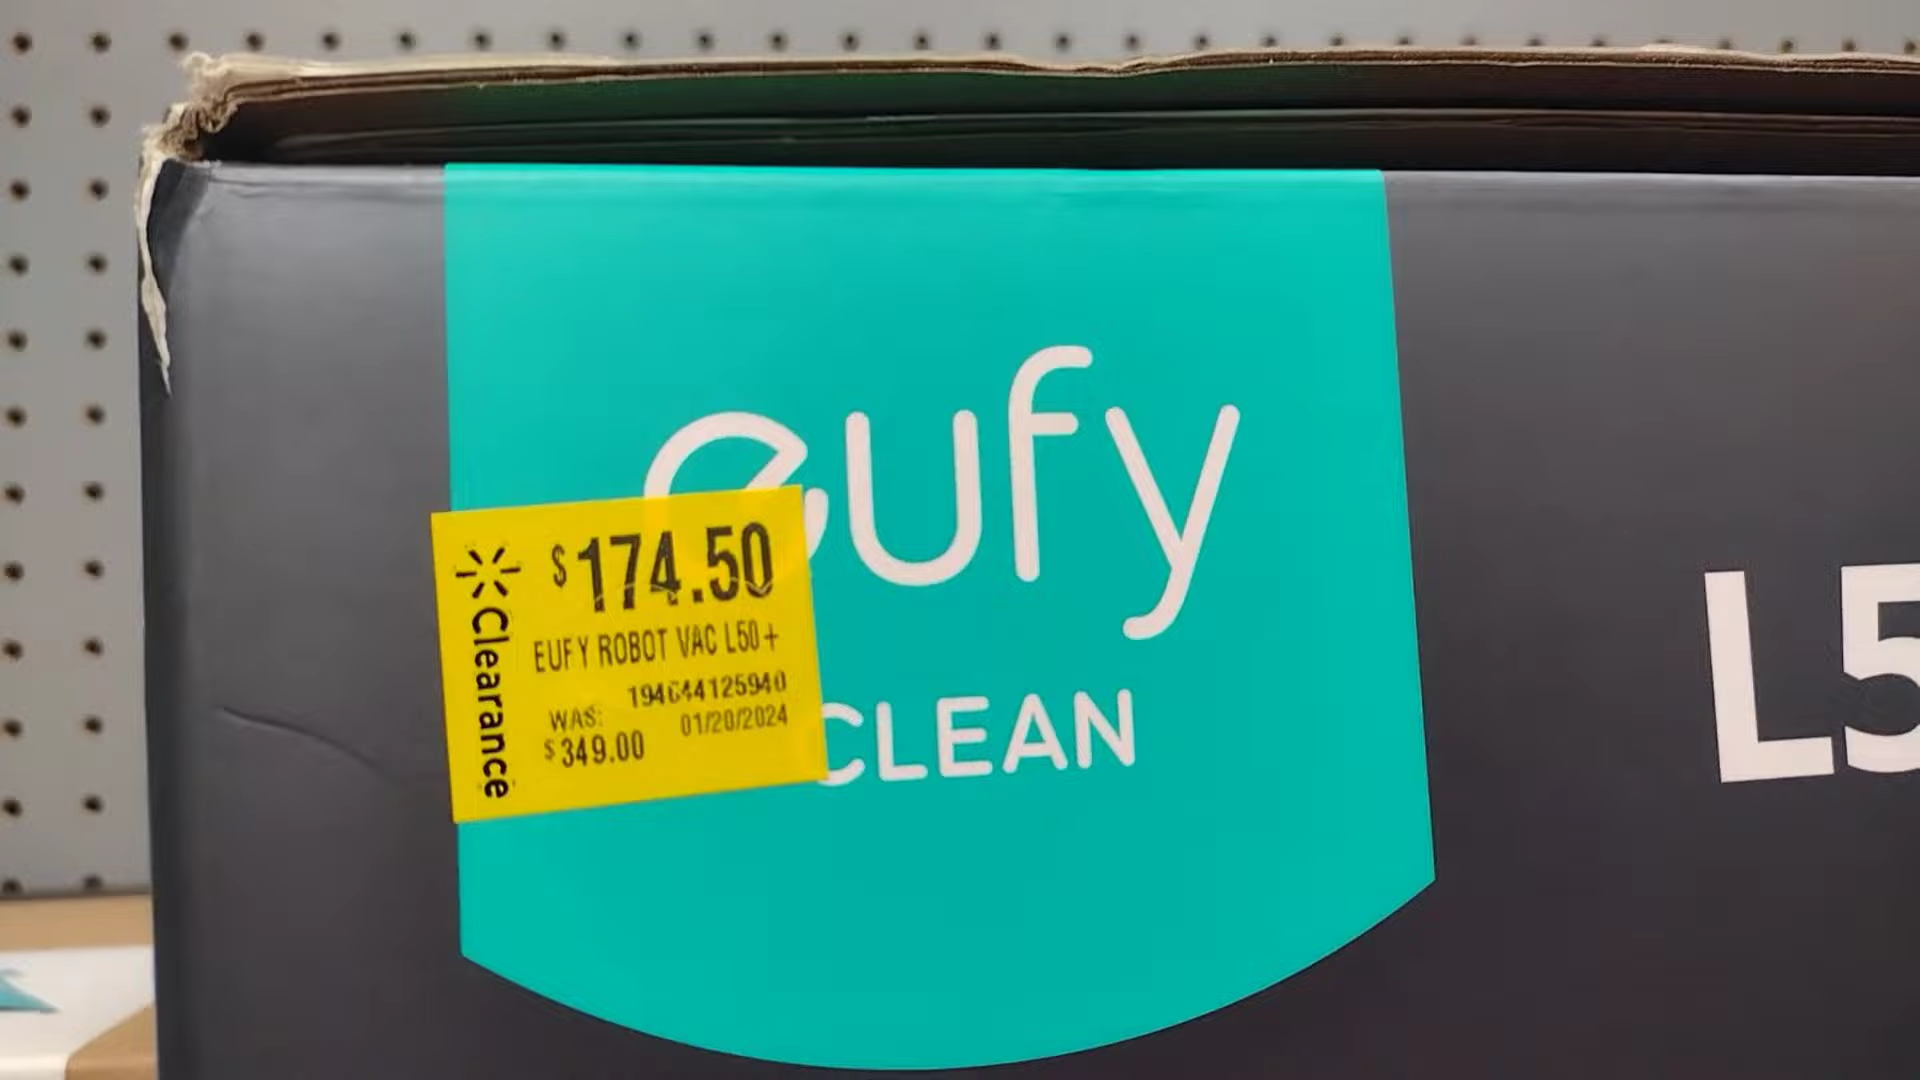 eufy
CLEAN
L5
Clearance
$174.50
EUFY ROBOT VAC L50+
194644125940
WAS: 01/20/2024
$349.00